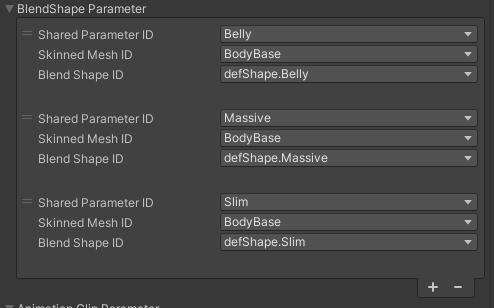 BlendShape Parameter
Shared Parameter ID Belly
Skinned Mesh ID BodyBase
Blend Shape ID defShape.Belly
Shared Parameter ID Massive
Skinned Mesh ID BodyBase
Blend Shape ID defShape.Massive
Shared Parameter ID Slim
Skinned Mesh ID BodyBase
Blend Shape ID defShape.Slim
+ −
Animation Clip Parameter